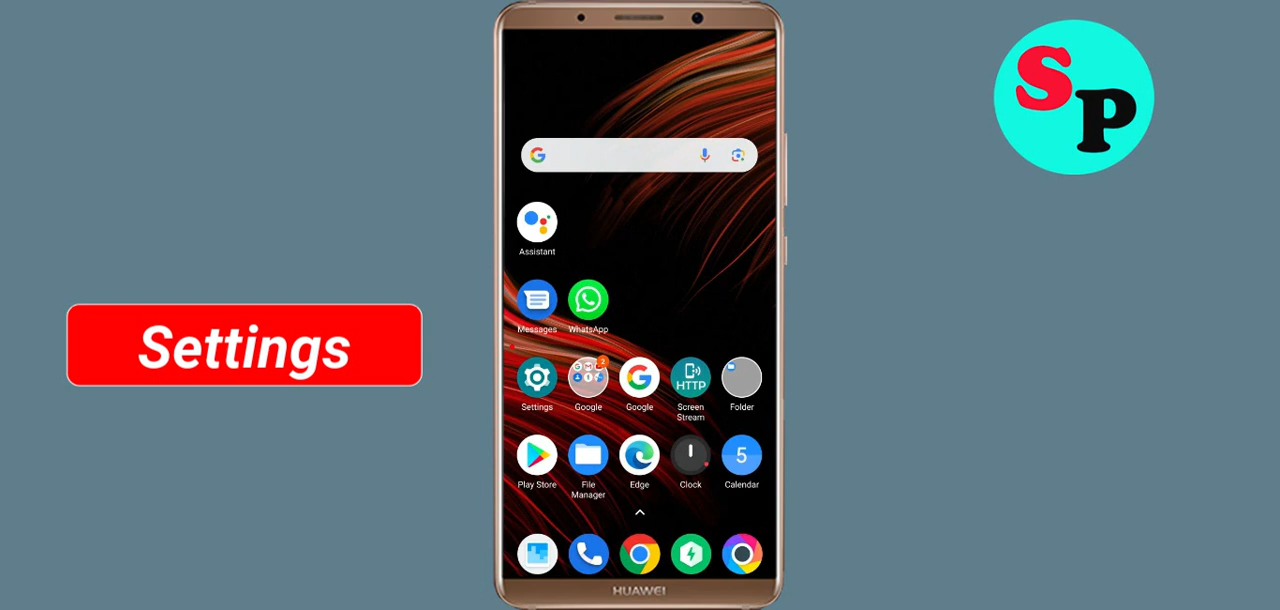 S
P
Settings
Assistant
Messages WhatsApp
2
HTTP
Settings Google Google Screen Stream Folder
5
Play Store File Manager Edge Clock Calendar
HUAWEI